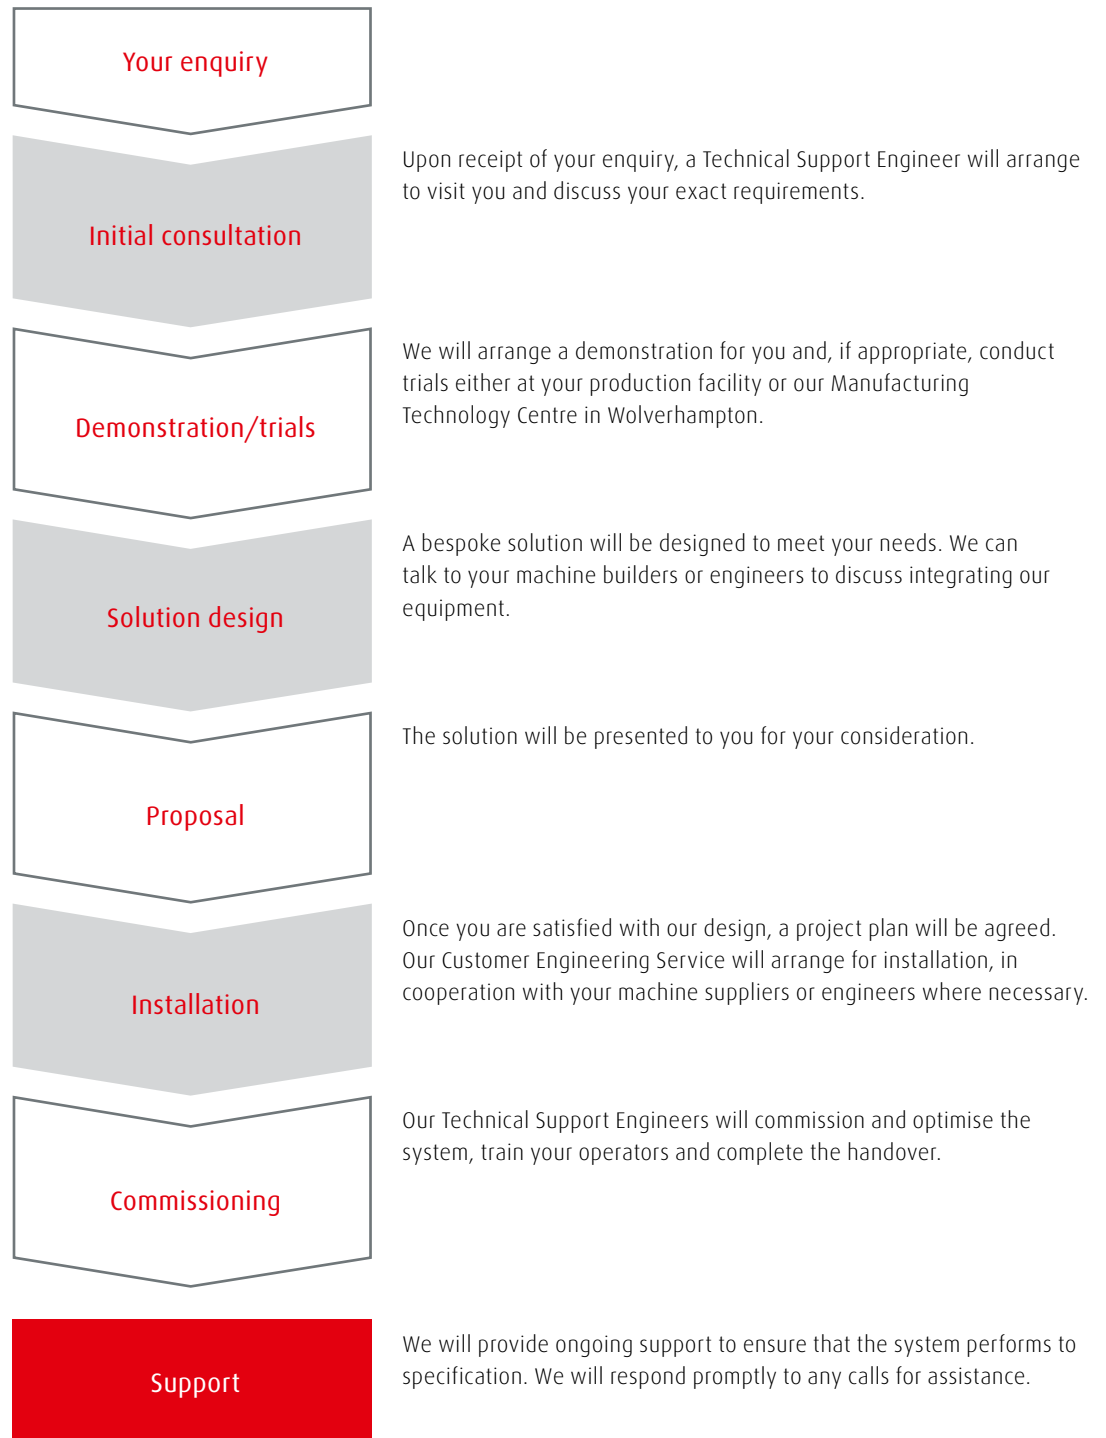 Your enquiry
Initial consultation
Upon receipt of your enquiry, a Technical Support Engineer will arrange
to visit you and discuss your exact requirements.
Demonstration/trials
We will arrange a demonstration for you and, if appropriate, conduct
trials either at your production facility or our Manufacturing
Technology Centre in Wolverhampton.
Solution design
A bespoke solution will be designed to meet your needs. We can
talk to your machine builders or engineers to discuss integrating our
equipment.
Proposal
The solution will be presented to you for your consideration.
Installation
Once you are satisfied with our design, a project plan will be agreed.
Our Customer Engineering Service will arrange for installation, in
cooperation with your machine suppliers or engineers where necessary.
Commissioning
Our Technical Support Engineers will commission and optimise the
system, train your operators and complete the handover.
Support
We will provide ongoing support to ensure that the system performs to
specification. We will respond promptly to any calls for assistance.